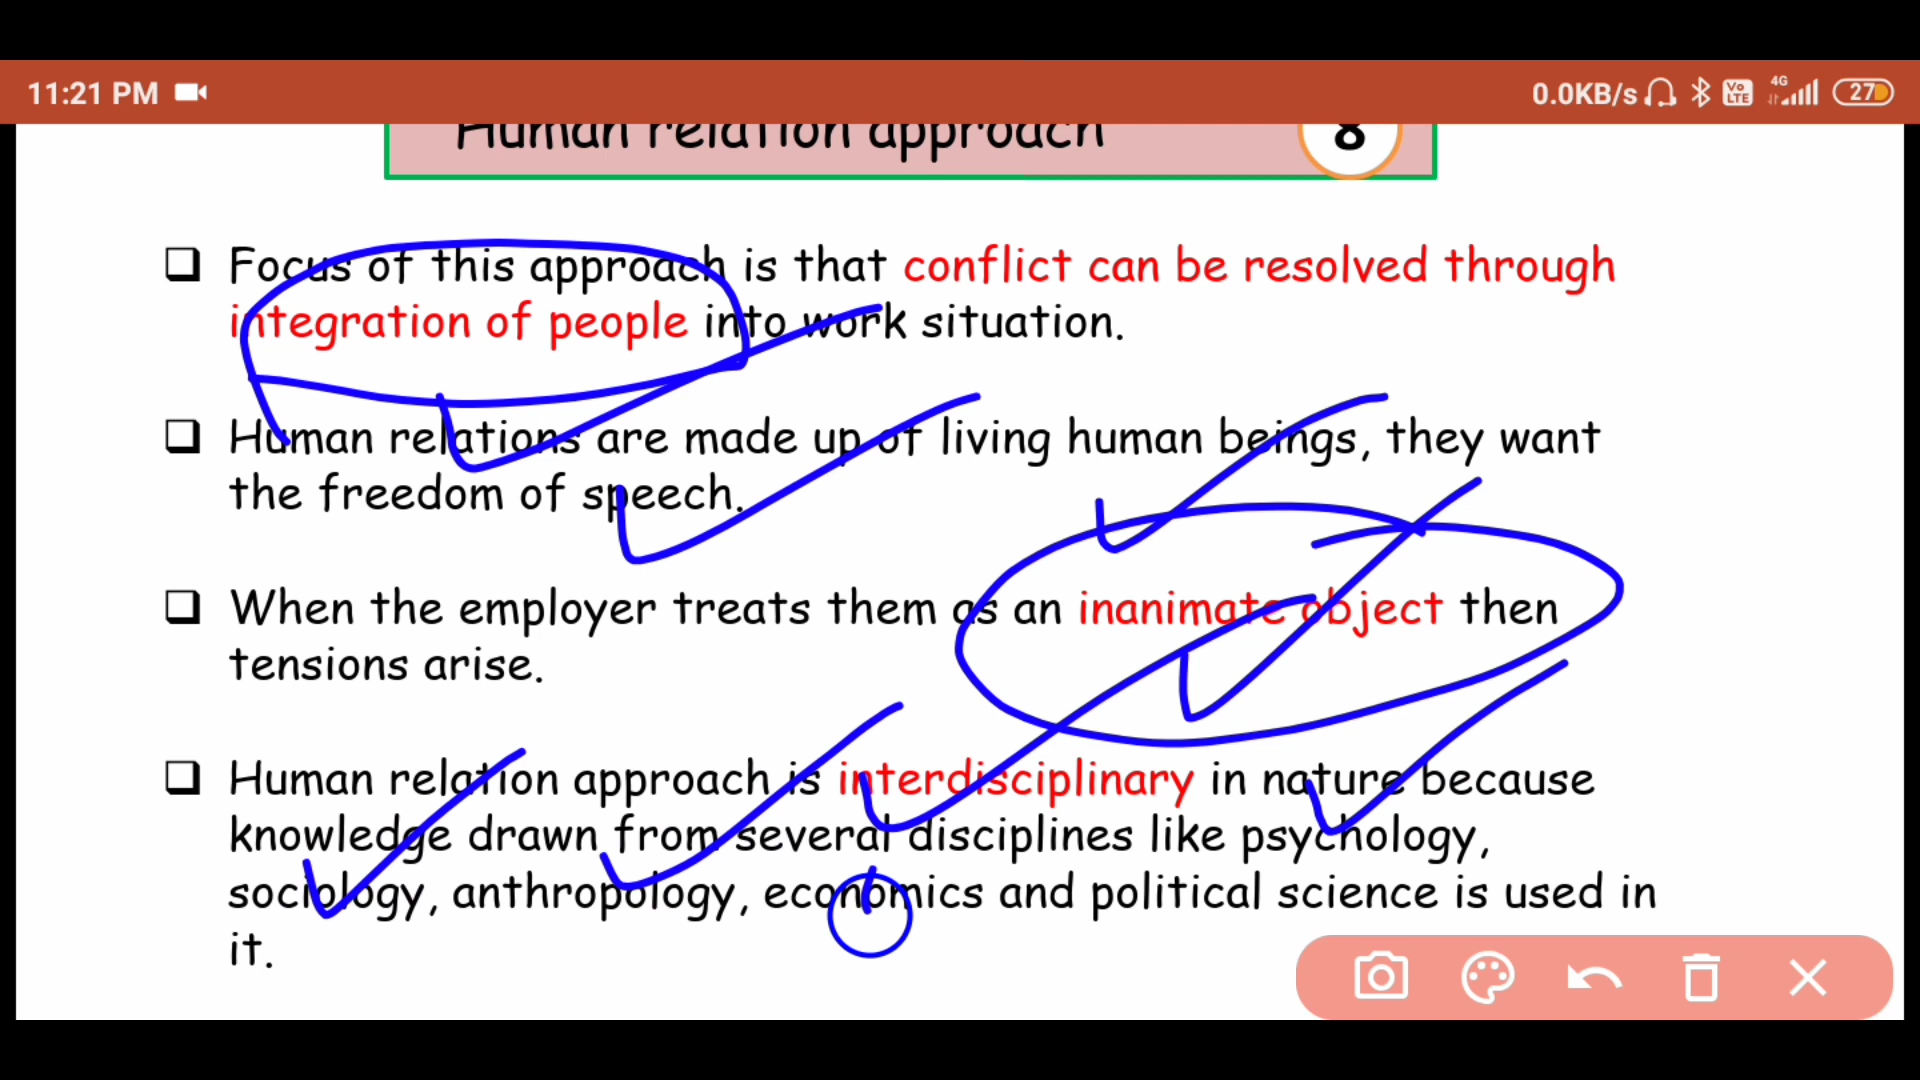 11:21 PM
0.0KB/s
Vo LTE
4G
27
Human relation approach
8
❑ Focus of this approach is that conflict can be resolved through
integration of people into work situation.
❑ Human relations are made up of living human beings, they want
the freedom of speech.
❑ When the employer treats them as an inanimate object then
tensions arise.
❑ Human relation approach is interdisciplinary in nature because
knowledge drawn from several disciplines like psychology,
sociology, anthropology, economics and political science is used in
it.